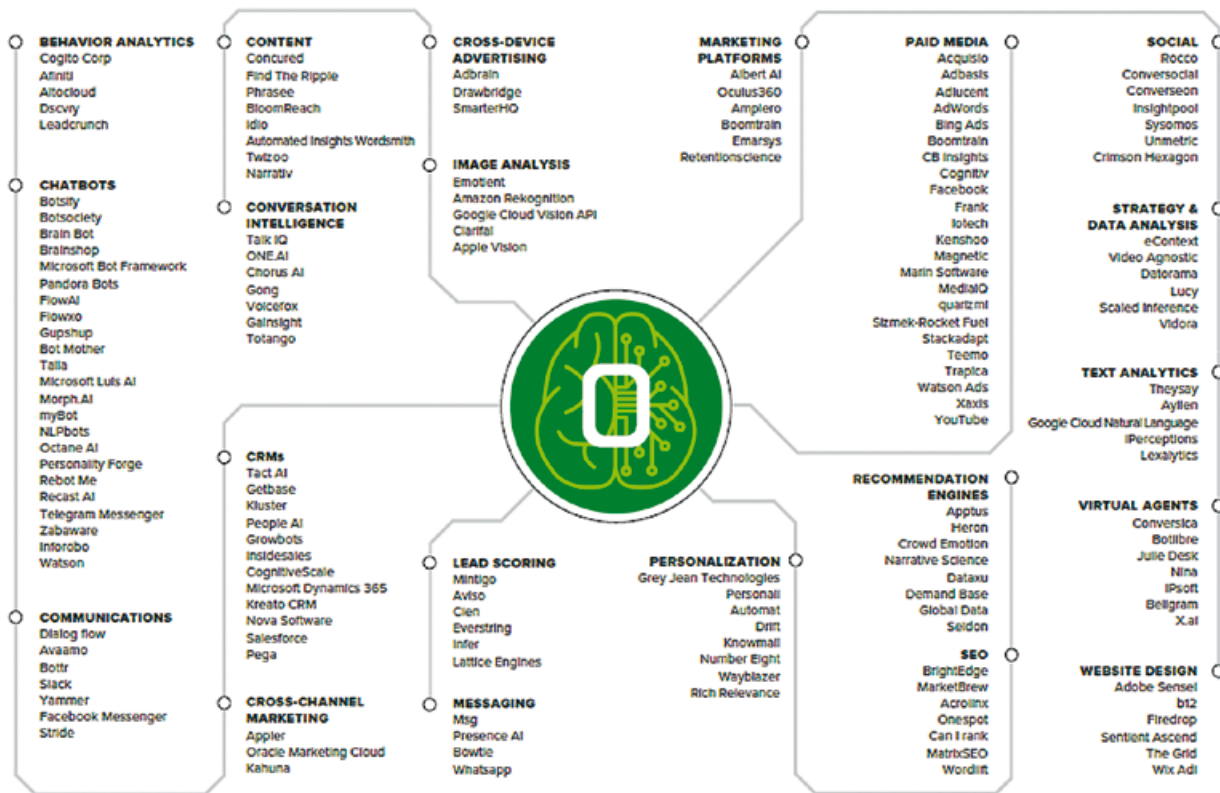 BEHAVIOR ANALYTICS
Cogito Corp
Afiniti
Altocloud
Dscvry
Leadcrunch
CHATBOTS
Botsify
Botsociety
Brain Bot
Brainshop
Microsoft Bot Framework
Pandora Bots
FlowAI
Flowxo
Gupshup
Bot Mother
Talla
Microsoft Luis AI
Morph.AI
myBot
NLPbots
Octane AI
Personality Forge
Rebot Me
Recast AI
Telegram Messenger
Zabaware
Inforobo
Watson
COMMUNICATIONS
Dialog flow
Avaamo
Bottr
Slack
Yammer
Facebook Messenger
Stride
CONTENT
Concured
Find The Ripple
Phrasee
BloomReach
Idio
Automated Insights Wordsmith
Twizoo
Narrativ
CONVERSATION
INTELLIGENCE
Talk IQ
ONE.AI
Chorus AI
Gong
Voicefox
Gainsight
Totango
CRMs
Tact AI
Getbase
Kluster
People AI
Growbots
Insidesales
CognitiveScale
Microsoft Dynamics 365
Kreato CRM
Nova Software
Salesforce
Pega
CROSS-CHANNEL
MARKETING
Appier
Oracle Marketing Cloud
Kahuna
CROSS-DEVICE
ADVERTISING
Adbrain
Drawbridge
SmarterHQ
IMAGE ANALYSIS
Emotient
Amazon Rekognition
Google Cloud Vision API
Clarifai
Apple Vision
LEAD SCORING
Mintigo
Aviso
Cien
Everstring
Infer
Lattice Engines
MESSAGING
Msg
Presence AI
Bowtie
Whatsapp
MARKETING
PLATFORMS
Albert AI
Oculus360
Amplero
Boomtrain
Emarsys
Retentionscience
PERSONALIZATION
Grey Jean Technologies
Personali
Automat
Drift
Knowmail
Number Eight
Wayblazer
Rich Relevance
PAID MEDIA
Acquisio
Adbasis
Adlucent
AdWords
Bing Ads
Boomtrain
CB Insights
Cognitiv
Facebook
Frank
Iotech
Kenshoo
Magnetic
Marin Software
MediaIQ
quartzml
Sizmek-Rocket Fuel
Stackadapt
Teemo
Trapica
Watson Ads
Xaxis
YouTube
RECOMMENDATION
ENGINES
Apptus
Heron
Crowd Emotion
Narrative Science
Dataxu
Demand Base
Global Data
Seldon
SEO
BrightEdge
MarketBrew
Acrolinx
Onespot
Can I rank
MatrixSEO
Wordlift
SOCIAL
Rocco
Conversocial
Converseon
Insightpool
Sysomos
Unmetric
Crimson Hexagon
STRATEGY &
DATA ANALYSIS
eContext
Video Agnostic
Datorama
Lucy
Scaled Inference
Vidora
TEXT ANALYTICS
Theysay
Aylien
Google Cloud Natural Language
iPerceptions
Lexalytics
VIRTUAL AGENTS
Conversica
Botlibre
Julie Desk
Nina
IPsoft
Beligram
X.ai
WEBSITE DESIGN
Adobe Sensei
b12
Firedrop
Sentient Ascend
The Grid
Wix Adi